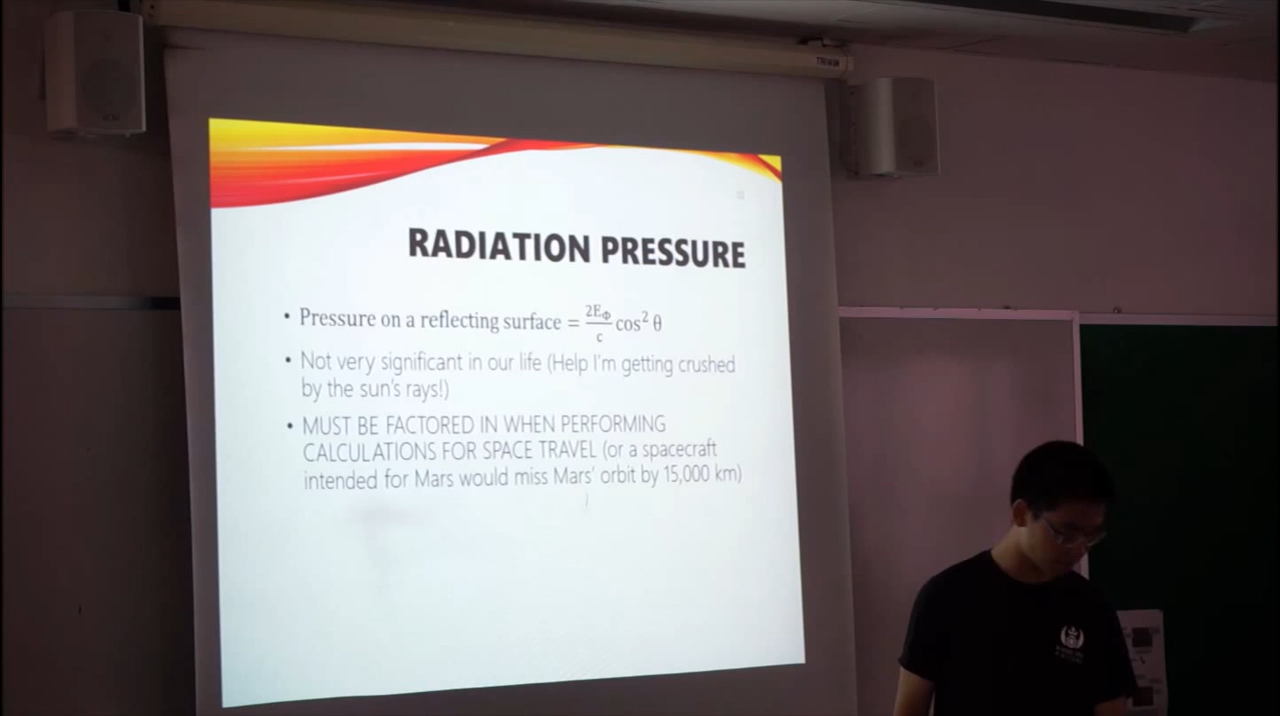 RADIATION PRESSURE
• Pressure on a reflecting surface = 2E_Φ/c cos² θ
• Not very significant in our life (Help I'm getting crushed
by the sun's rays!)
• MUST BE FACTORED IN WHEN PERFORMING
CALCULATIONS FOR SPACE TRAVEL (or a spacecraft
intended for Mars would miss Mars' orbit by 15,000 km)